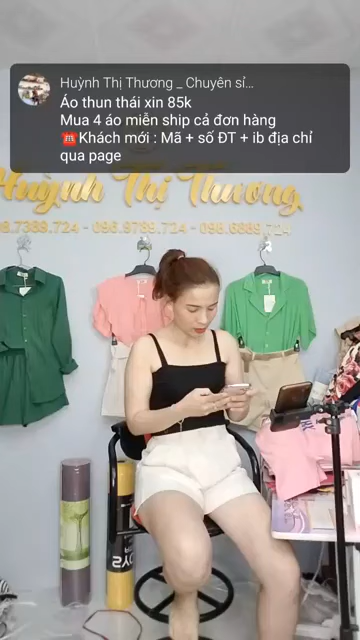 Huỳnh Thị Thương _ Chuyên sỉ...
Áo thun thái xin 85k
Mua 4 áo miễn ship cả đơn hàng
☎️Khách mới : Mã + số ĐT + ib địa chỉ
qua page
Huỳnh Thị Thương